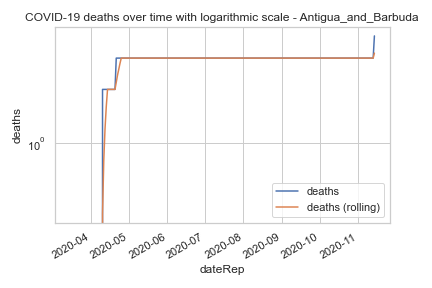 COVID-19 deaths over time with logarithmic scale - Antigua_and_Barbuda
deaths
10⁰
deaths
deaths (rolling)
2020-04
2020-05
2020-06
2020-07
2020-08
2020-09
2020-10
2020-11
dateRep